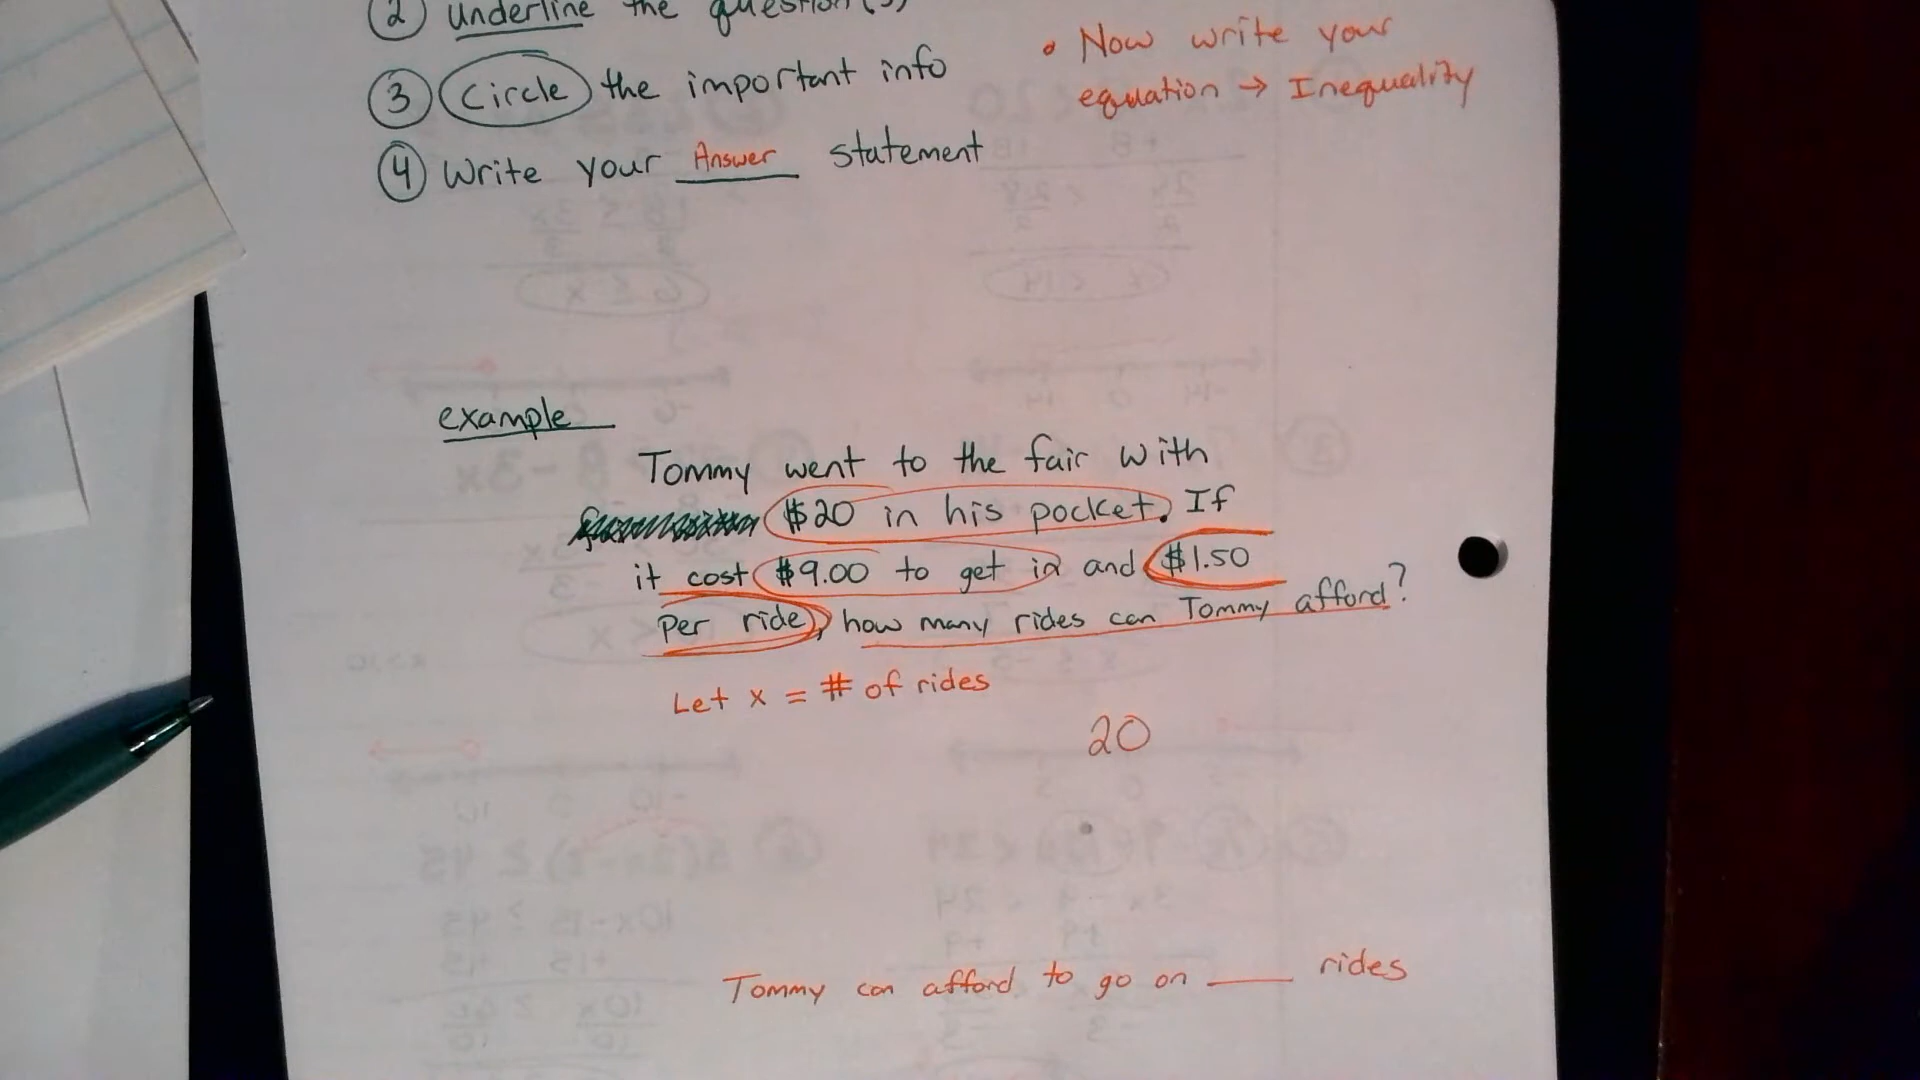 ② underline the question(s)
③ Circle the important info
④ Write your Answer statement
• Now write your
equation → Inequality
example
Tommy went to the fair with
$20 in his pocket. If
it cost $9.00 to get in and $1.50
per ride, how many rides can Tommy afford?
Let x = # of rides
20
Tommy can afford to go on ____ rides